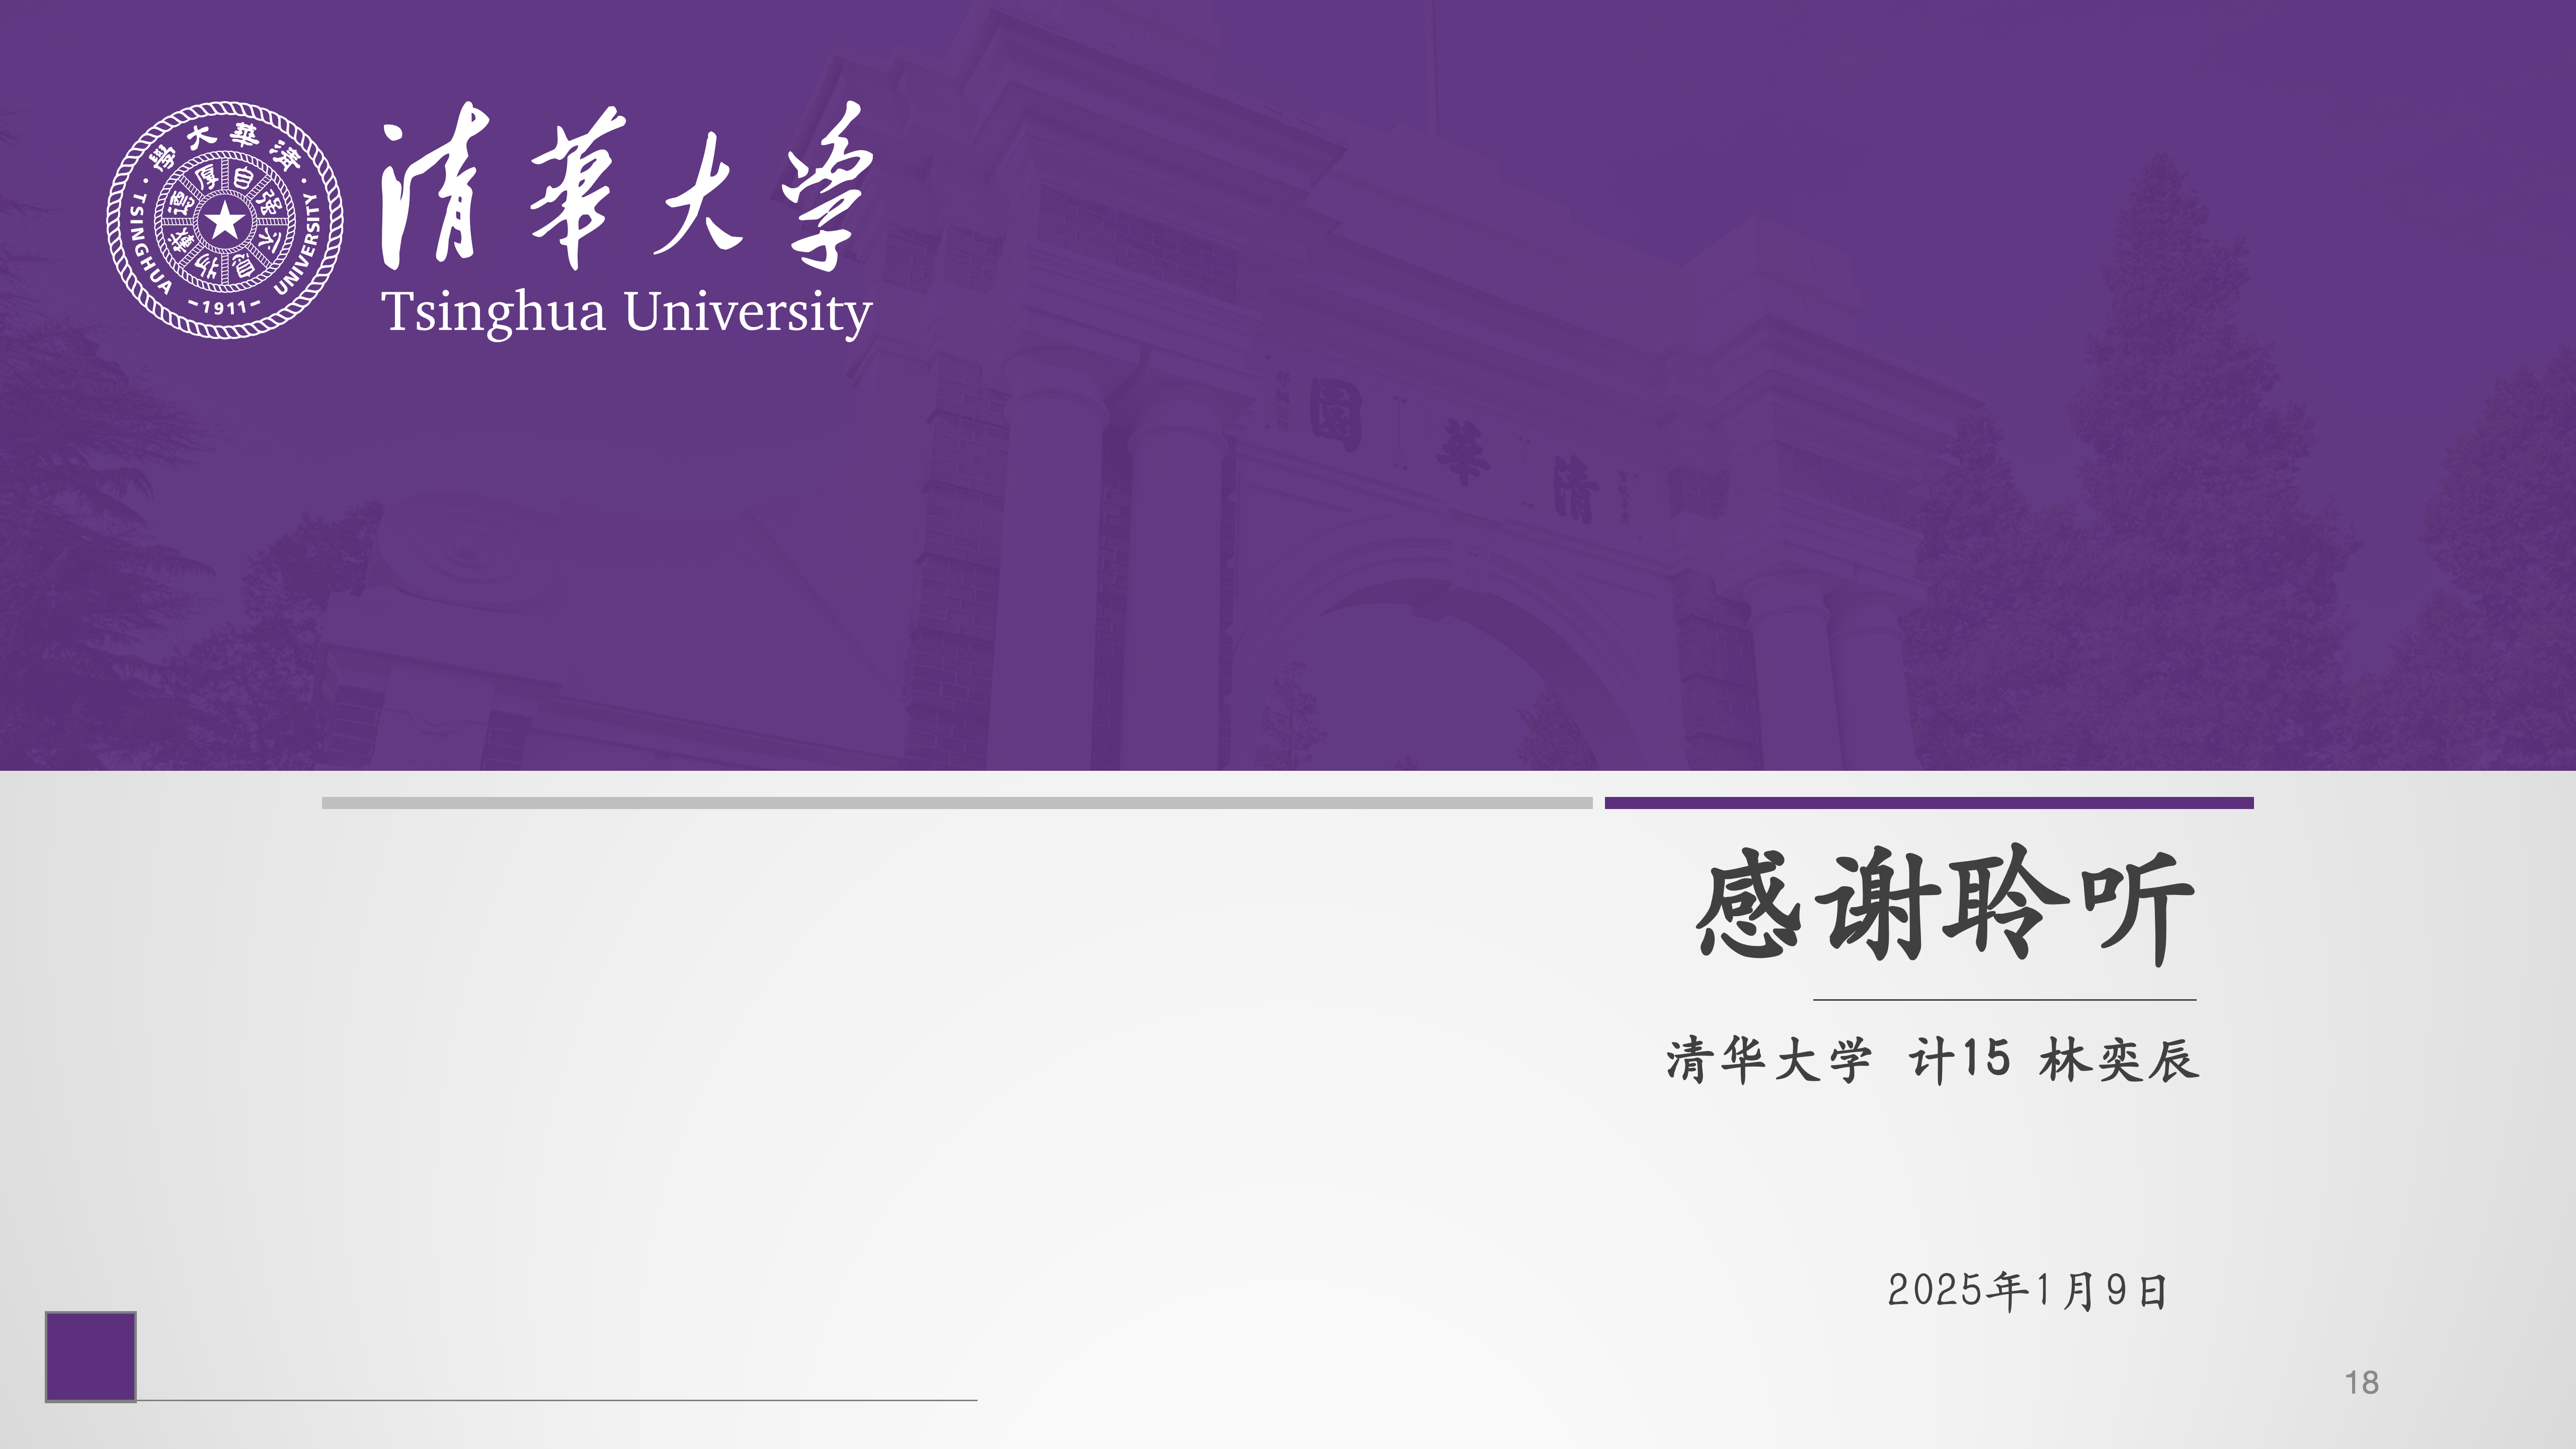 清華大学
Tsinghua University
清華大學
TSINGHUA UNIVERSITY
自强不息
厚德載物
-1911-
清華園
感谢聆听
清华大学 计15 林奕辰
2025年1月9日
18